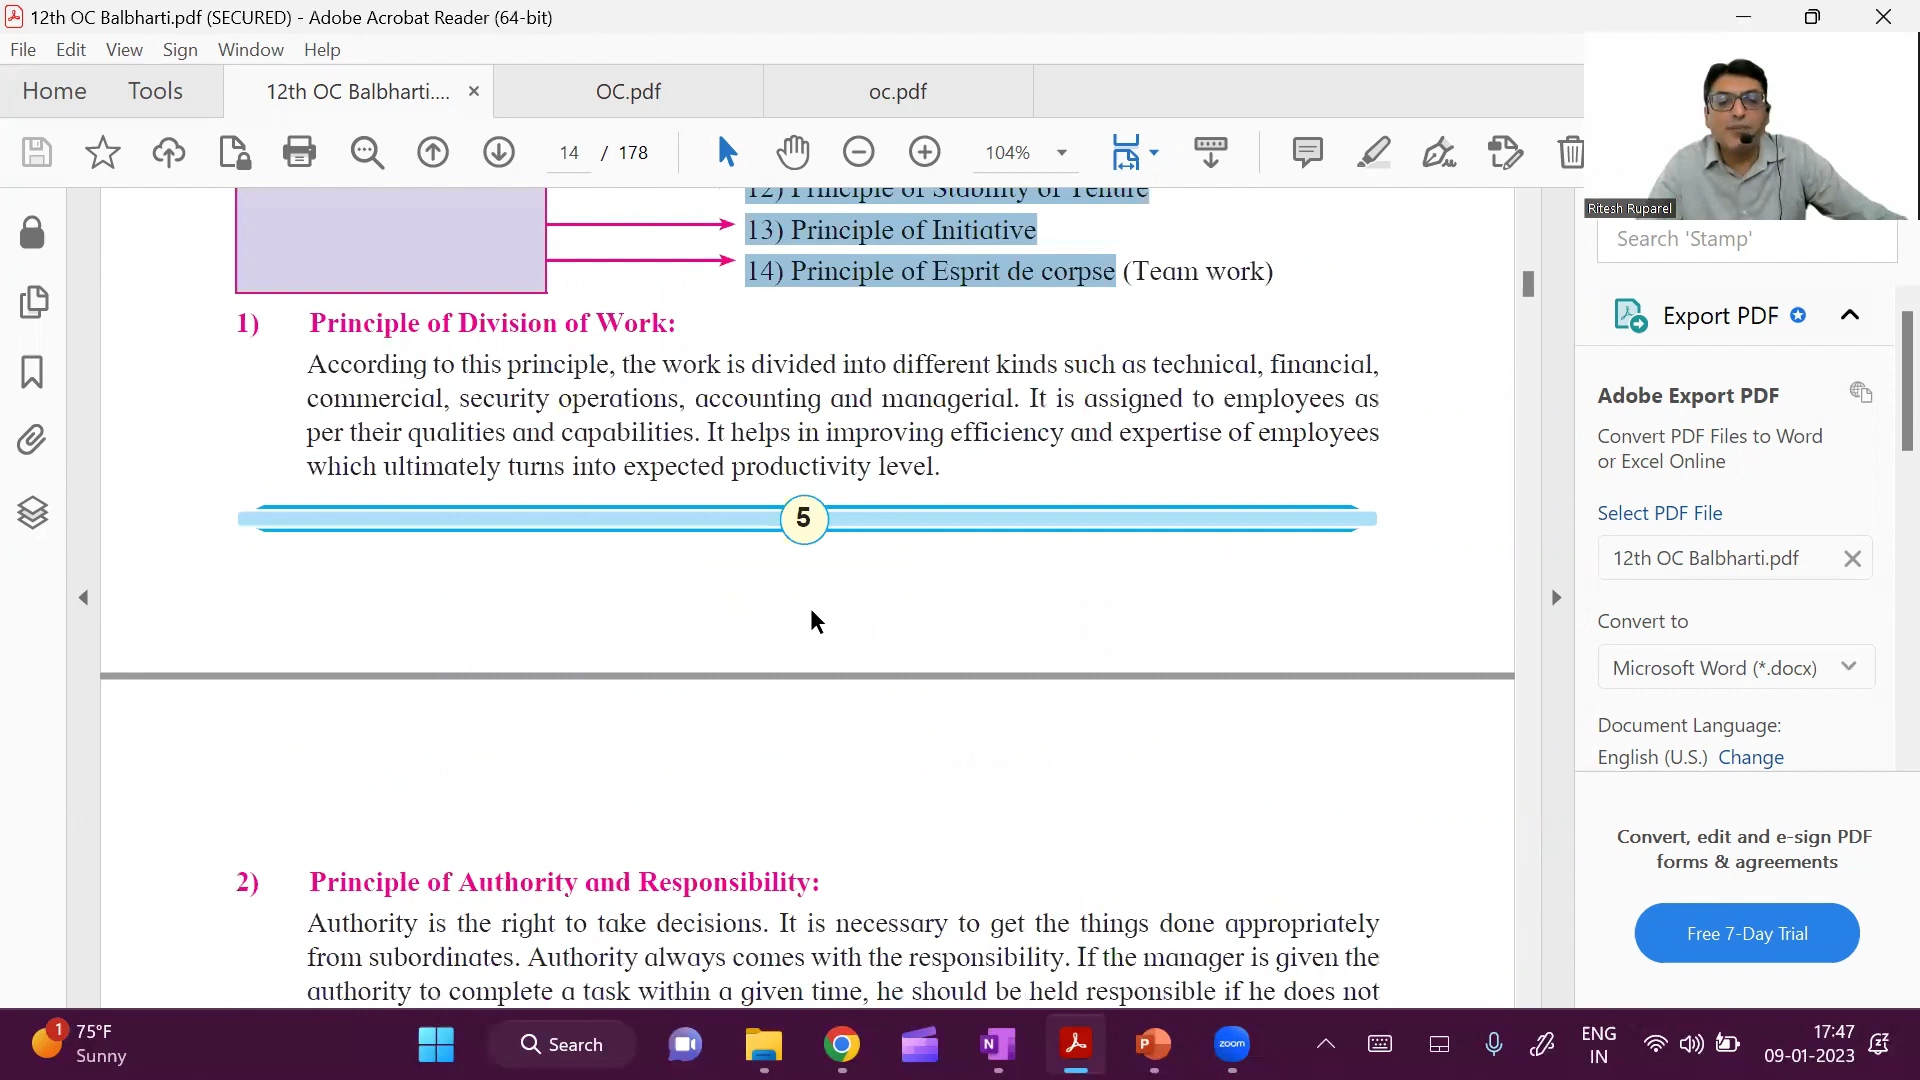 12th OC Balbharti.pdf (SECURED) - Adobe Acrobat Reader (64-bit)
File Edit View Sign Window Help
Home Tools 12th OC Balbharti.... OC.pdf oc.pdf
14 / 178 104%
Ritesh Ruparel
Search 'Stamp'
12) Principle of Stability of Tenure
13) Principle of Initiative
14) Principle of Esprit de corpse (Team work)
1) Principle of Division of Work:
According to this principle, the work is divided into different kinds such as technical, financial,
commercial, security operations, accounting and managerial. It is assigned to employees as
per their qualities and capabilities. It helps in improving efficiency and expertise of employees
which ultimately turns into expected productivity level.
5
2) Principle of Authority and Responsibility:
Authority is the right to take decisions. It is necessary to get the things done appropriately
from subordinates. Authority always comes with the responsibility. If the manager is given the
authority to complete a task within a given time, he should be held responsible if he does not
Export PDF
Adobe Export PDF
Convert PDF Files to Word
or Excel Online
Select PDF File
12th OC Balbharti.pdf
Convert to
Microsoft Word (*.docx)
Document Language:
English (U.S.) Change
Convert, edit and e-sign PDF
forms & agreements
Free 7-Day Trial
1
75°F
Sunny
Search
N
P
zoom
ENG
IN
17:47
09-01-2023